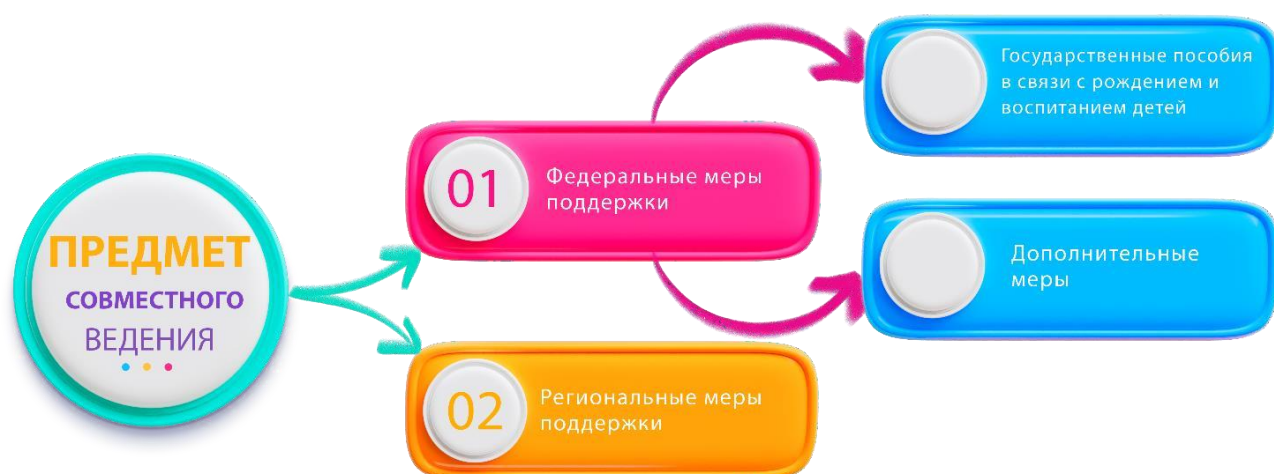 ПРЕДМЕТ
СОВМЕСТНОГО
ВЕДЕНИЯ
01
Федеральные меры
поддержки
Государственные пособия
в связи с рождением и
воспитанием детей
Дополнительные
меры
02
Региональные меры
поддержки